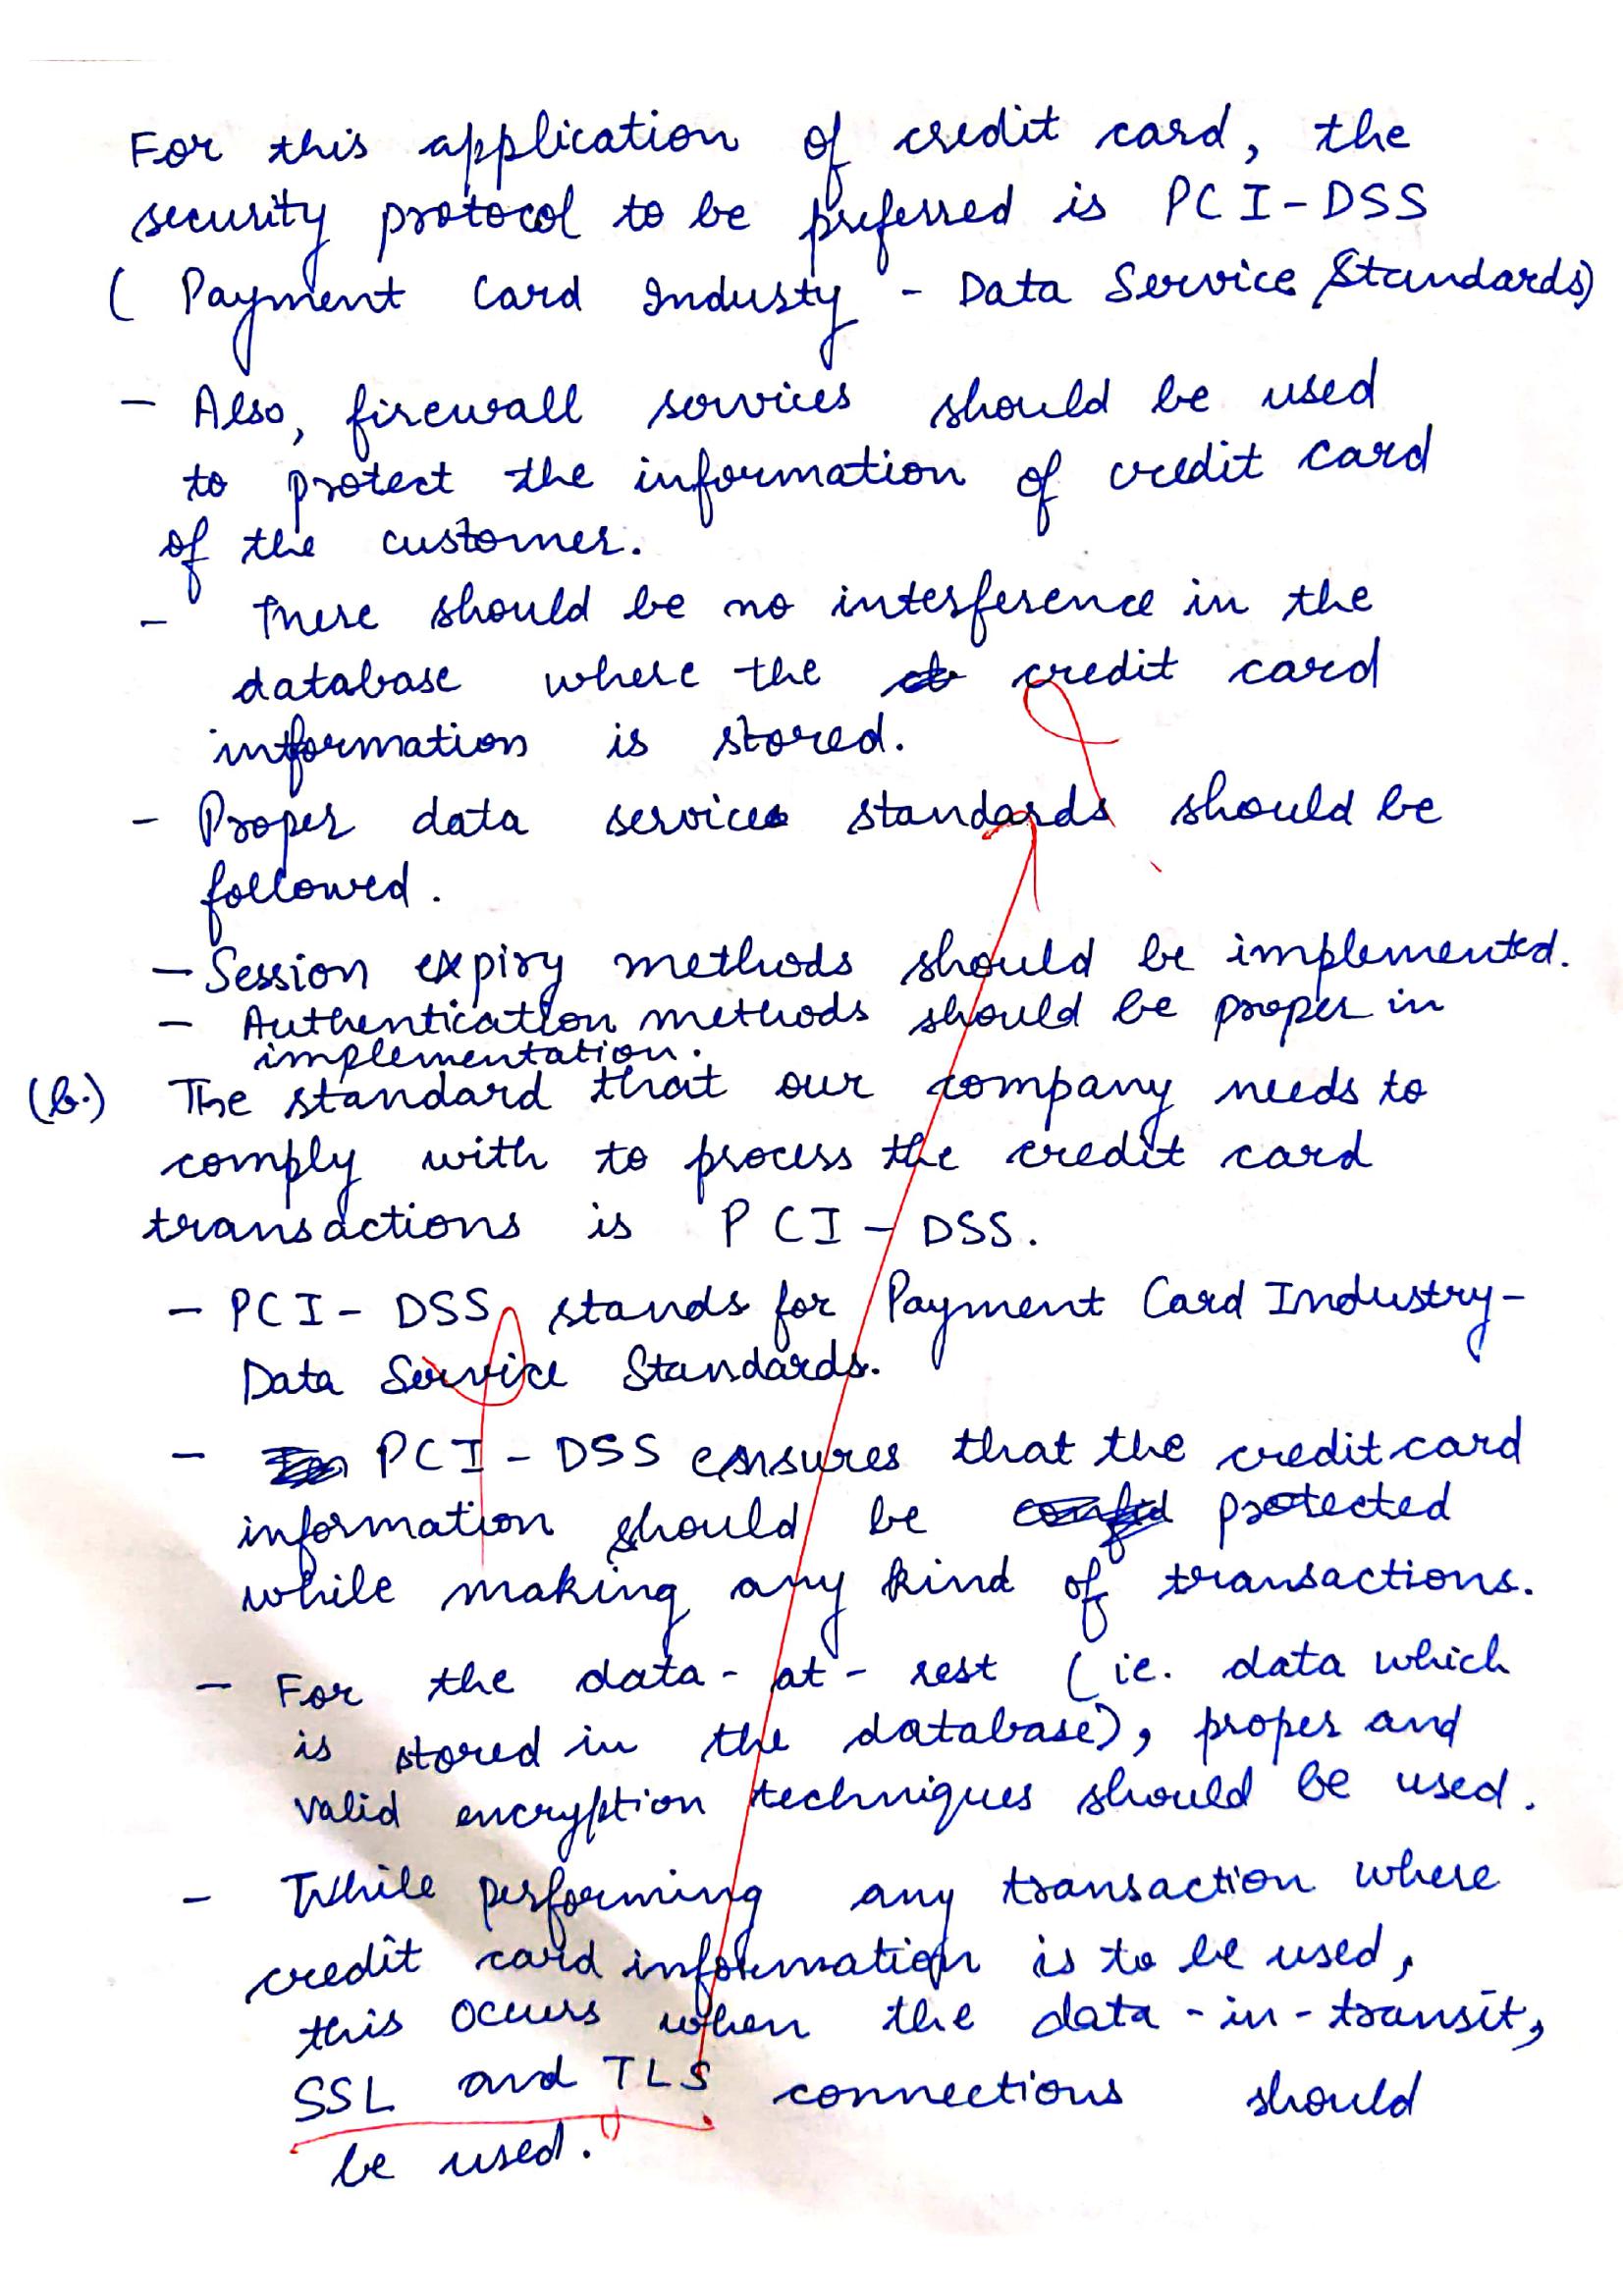 For this application of credit card, the
security protocol to be preferred is PCI-DSS
( Payment Card Industy - Data Service Standards)
- Also, firewall services should be used
to protect the information of credit card
of the customer.
- There should be no interference in the
database where the credit card
information is stored.
- Proper data service standards should be
followed.
- Session expiry methods should be implemented.
- Authentication methods should be proper in
implementation.
(b.) The standard that our company needs to
comply with to process the credit card
transactions is PCI-DSS.
- PCI-DSS stands for Payment Card Industry-
Data Service Standards.
- PCI-DSS ensures that the credit card
information should be protected
while making any kind of transactions.
- For the data-at-rest (ie. data which
is stored in the database), proper and
valid encryption techniques should be used.
- While performing any transaction where
credit card information is to be used,
this occurs when the data-in-transit,
SSL and TLS connections should
be used.